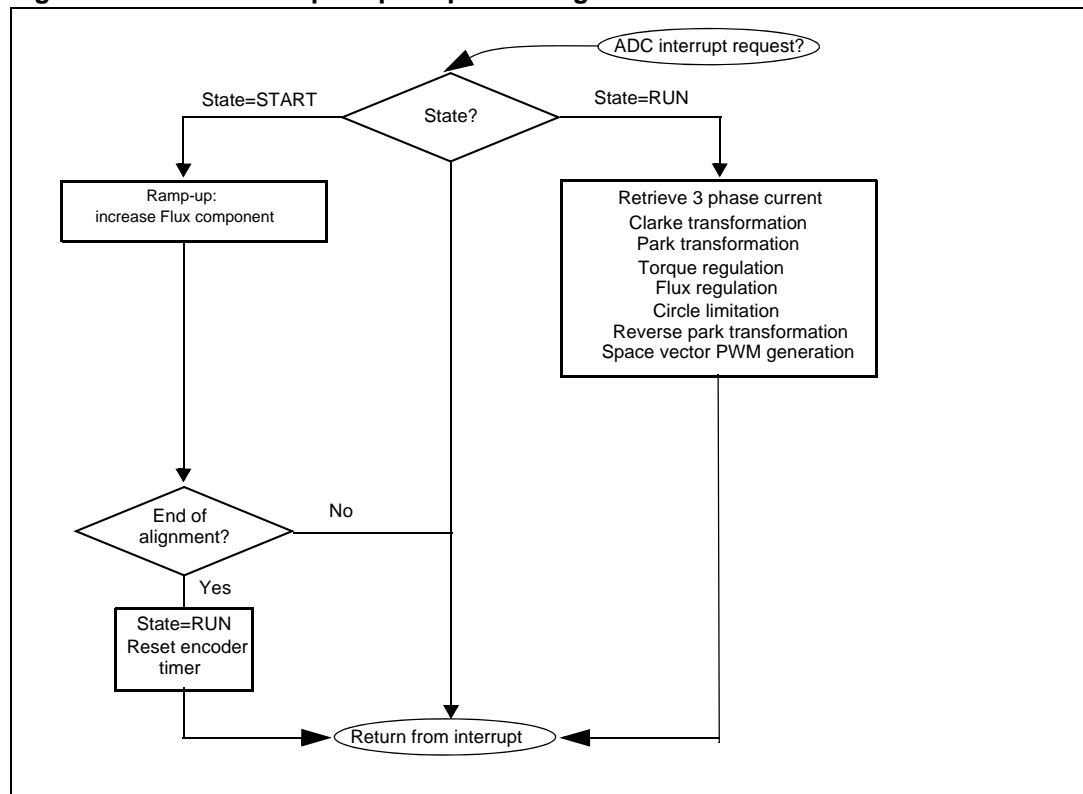 ADC interrupt request?
State=START
State?
State=RUN
Ramp-up:
increase Flux component
Retrieve 3 phase current
Clarke transformation
Park transformation
Torque regulation
Flux regulation
Circle limitation
Reverse park transformation
Space vector PWM generation
End of
alignment?
No
Yes
State=RUN
Reset encoder
timer
Return from interrupt